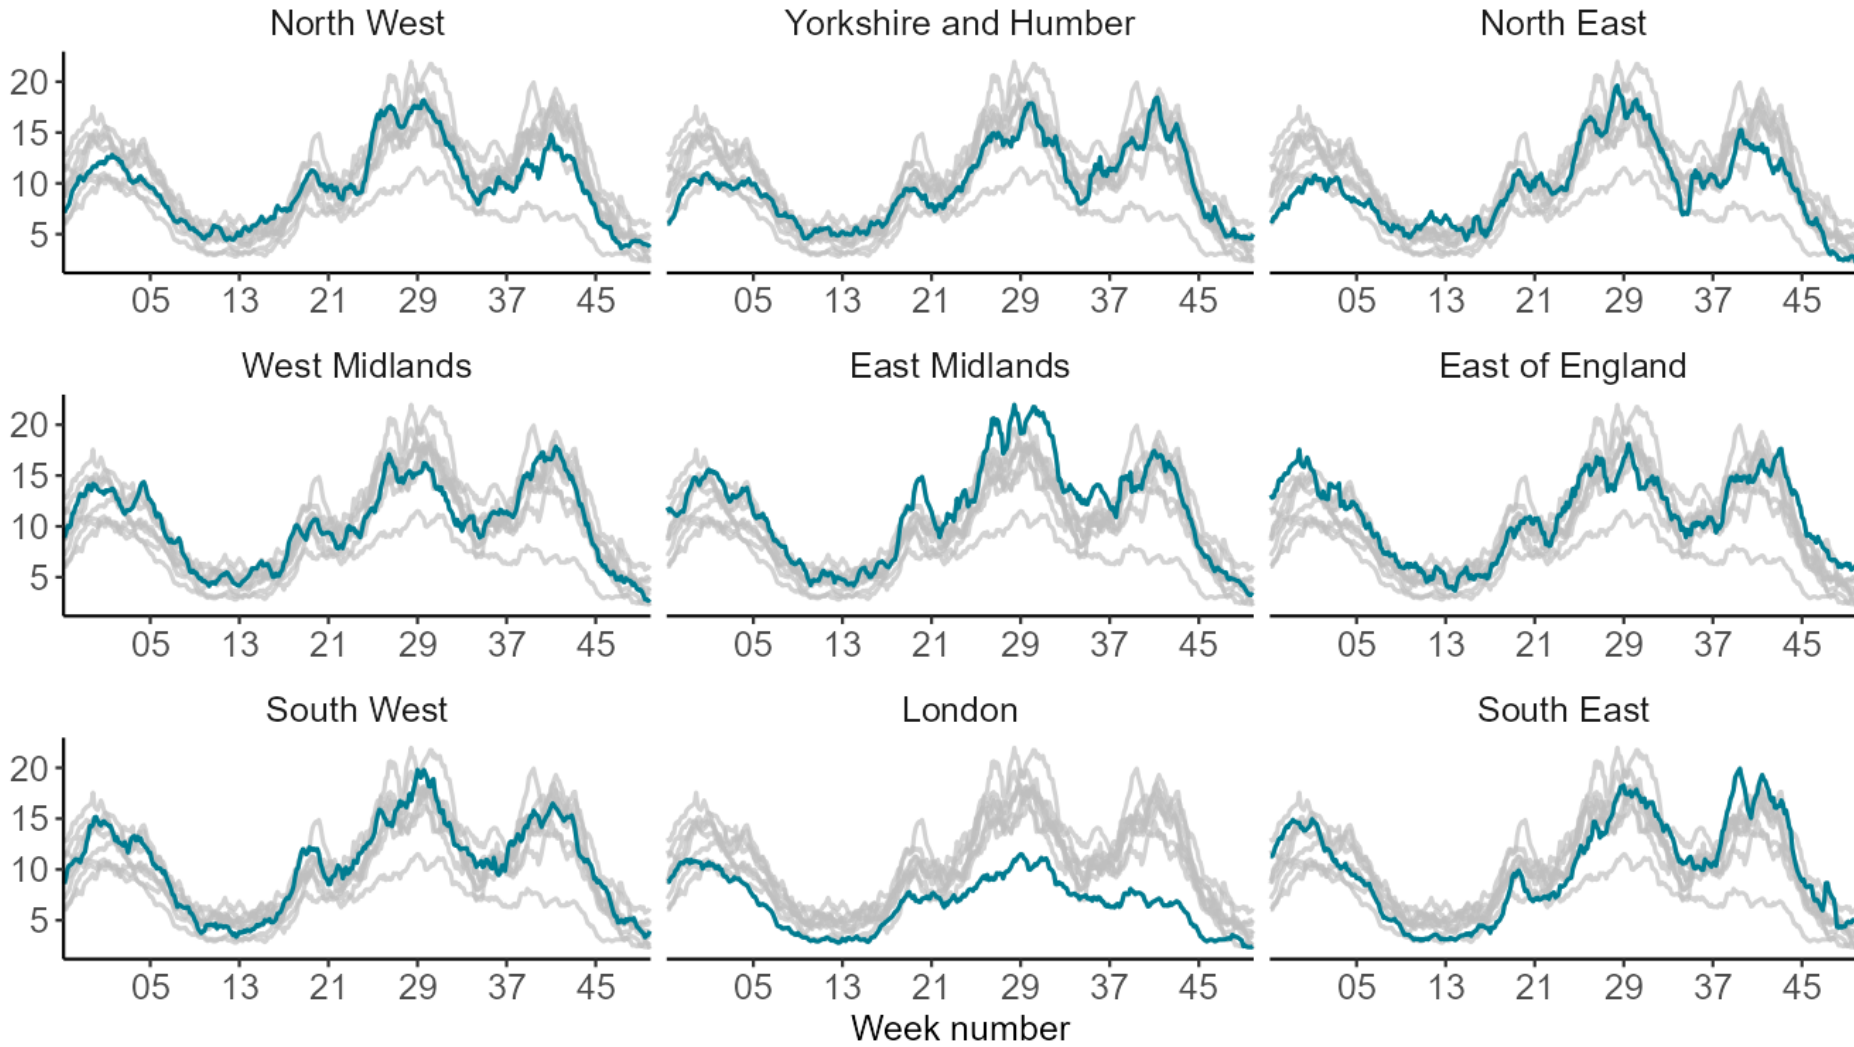 North West Yorkshire and Humber North East
20
15
10
5
05 13 21 29 37 45 05 13 21 29 37 45 05 13 21 29 37 45
West Midlands East Midlands East of England
20
15
10
5
05 13 21 29 37 45 05 13 21 29 37 45 05 13 21 29 37 45
South West London South East
20
15
10
5
05 13 21 29 37 45 05 13 21 29 37 45 05 13 21 29 37 45
Week number